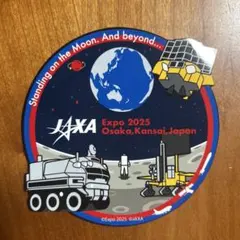 Standing on the Moon, And beyond...
JAXA
Expo 2025
Osaka,Kansai,Japan
©Expo 2025 ©JAXA